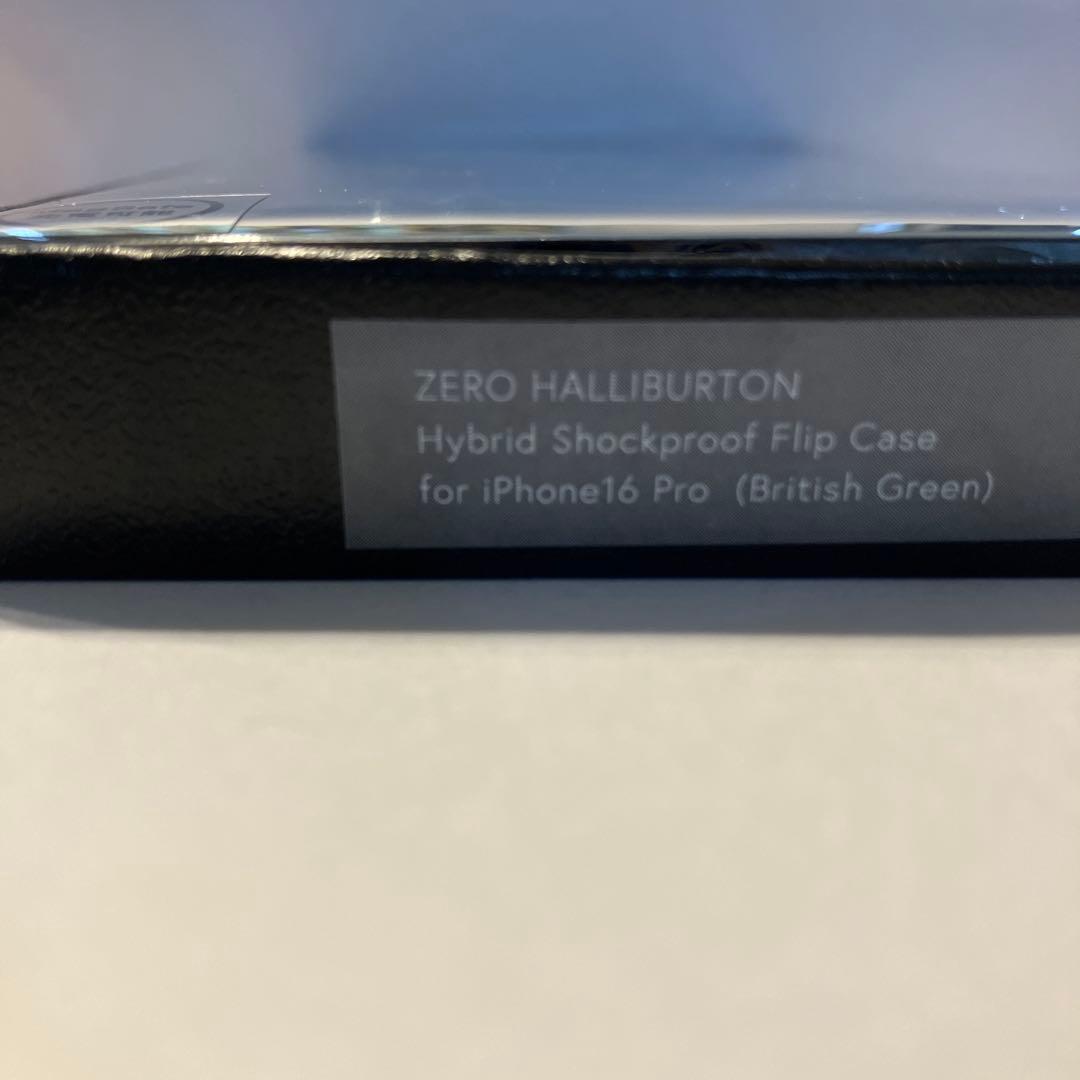 ZERO HALLIBURTON
Hybrid Shockproof Flip Case
for iPhone16 Pro (British Green)